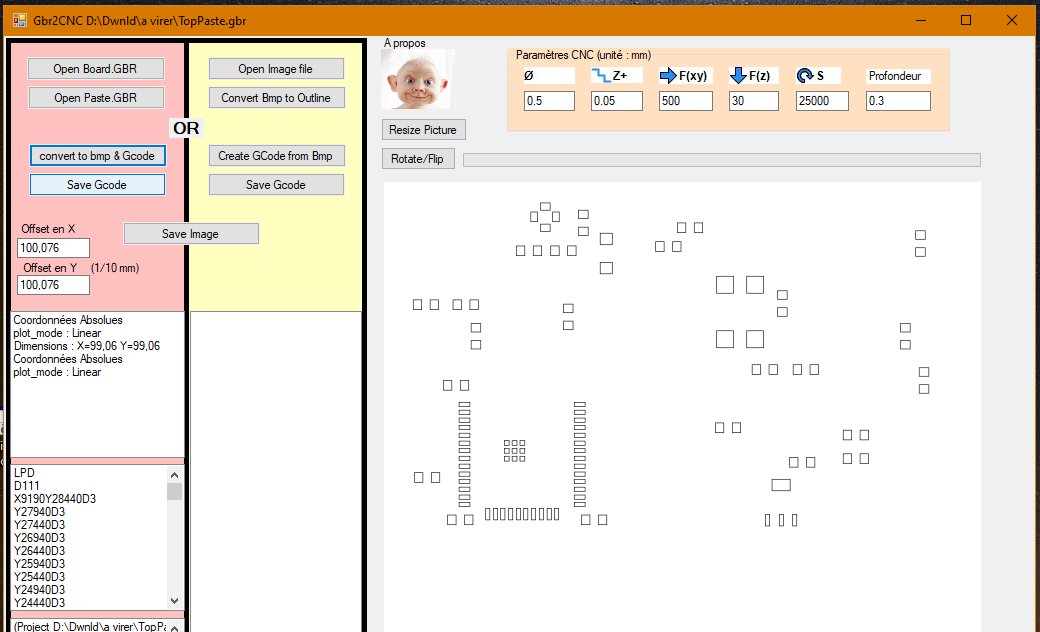 Gbr2CNC D:\Dwnld\a virer\TopPaste.gbr
Open Board.GBR
Open Paste.GBR
Open Image file
Convert Bmp to Outline
OR
convert to bmp & Gcode
Save Gcode
Create GCode from Bmp
Save Gcode
Offset en X
100,076
Offset en Y (1/10 mm)
100,076
Save Image
A propos
Resize Picture
Rotate/Flip
Paramètres CNC (unité : mm)
Ø Z+ F(xy) F(z) S Profondeur
0.5 0.05 500 30 25000 0.3
Coordonnées Absolues
plot_mode : Linear
Dimensions : X=99,06 Y=99,06
Coordonnées Absolues
plot_mode : Linear
LPD
D111
X9190Y28440D3
Y27940D3
Y27440D3
Y26940D3
Y26440D3
Y25940D3
Y25440D3
Y24940D3
Y24440D3
(Project D:\Dwnld\a virer\TopPa